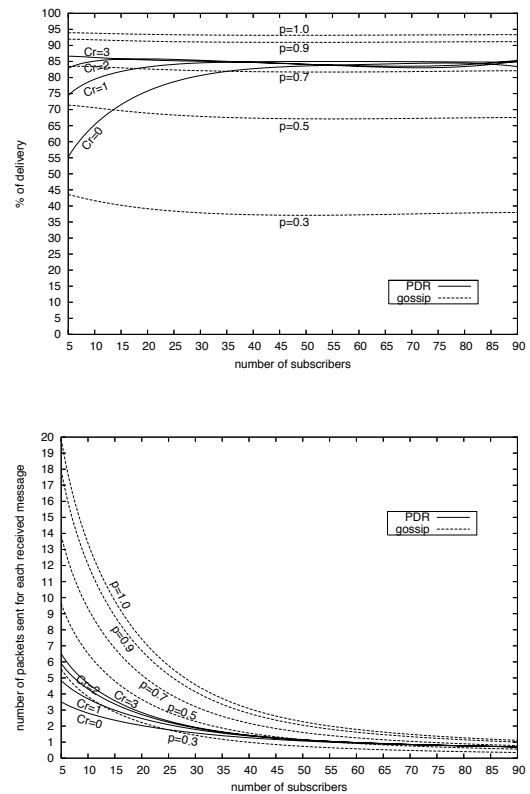 100
95
90
85
80
75
70
65
60
55
50
45
40
35
30
25
20
15
10
5
0
% of delivery
p=1.0
p=0.9
Cr=3
Cr=2
p=0.7
Cr=1
Cr=0
p=0.5
p=0.3
PDR
gossip
5 10 15 20 25 30 35 40 45 50 55 60 65 70 75 80 85 90
number of subscribers
20
19
18
17
16
15
14
13
12
11
10
9
8
7
6
5
4
3
2
1
0
number of packets sent for each received message
PDR
gossip
p=1.0
p=0.9
Cr=2
p=0.7
Cr=3
Cr=1
p=0.5
Cr=0
p=0.3
5 10 15 20 25 30 35 40 45 50 55 60 65 70 75 80 85 90
number of subscribers